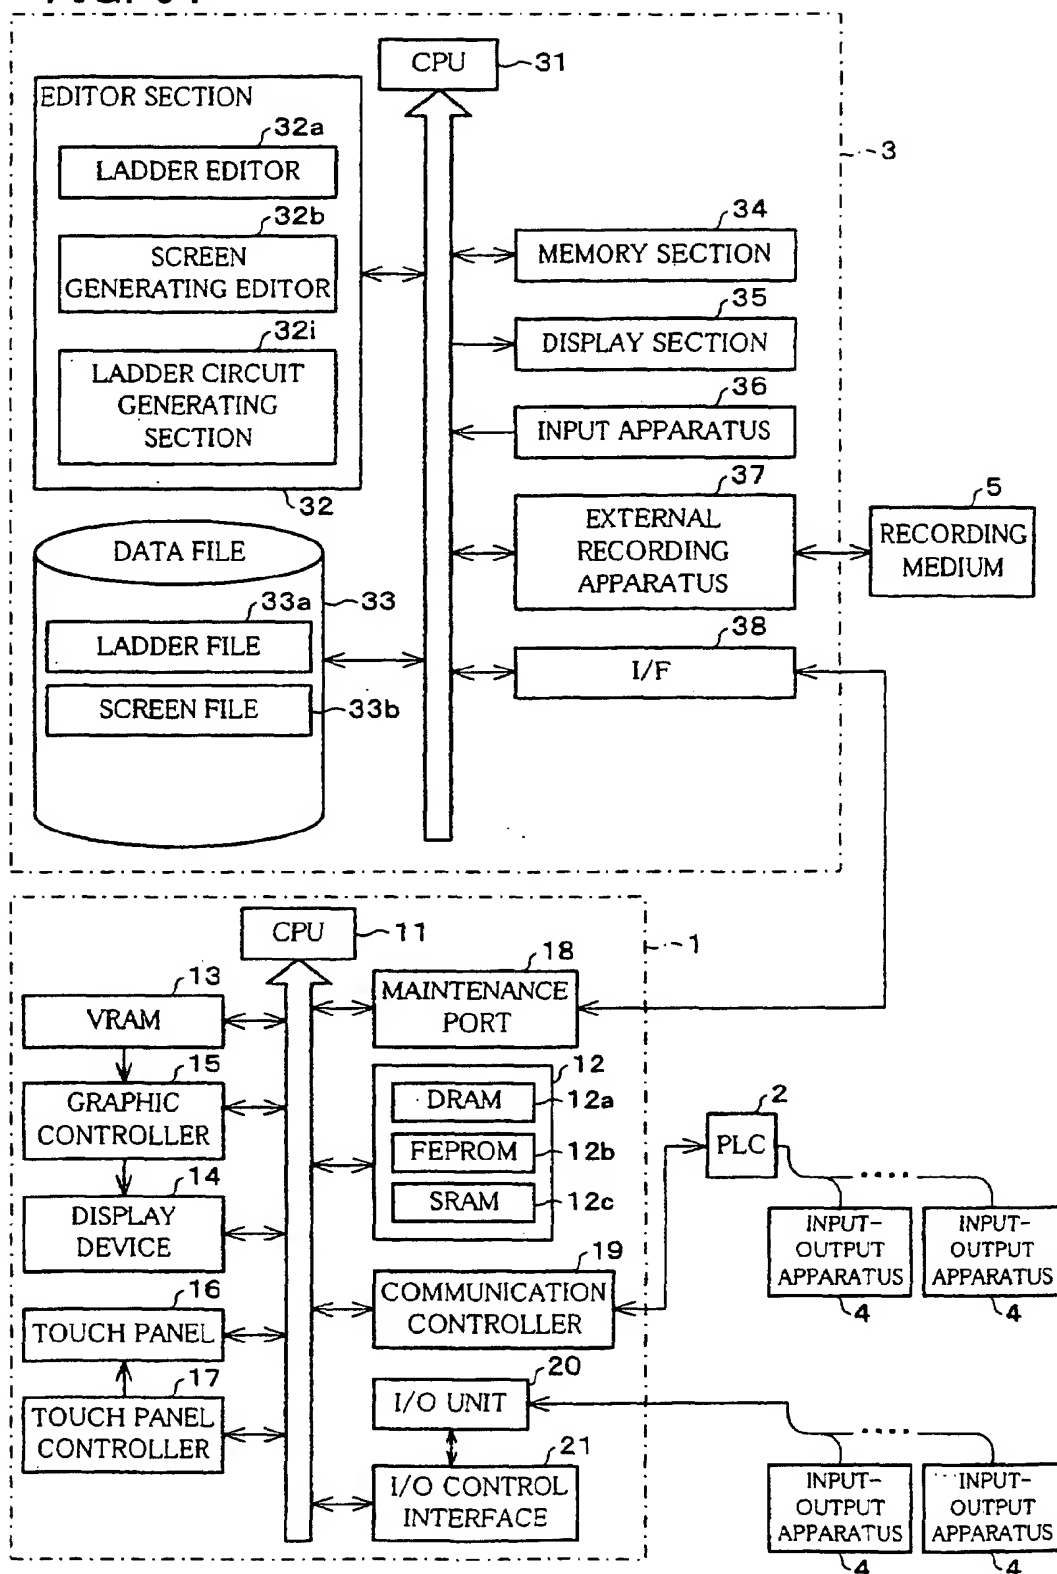 CPU
31
EDITOR SECTION
32a
LADDER EDITOR
3
32b
SCREEN
GENERATING EDITOR
34
MEMORY SECTION
32i
LADDER CIRCUIT
GENERATING
SECTION
35
DISPLAY SECTION
36
INPUT APPARATUS
32
37
EXTERNAL
RECORDING
APPARATUS
5
RECORDING
MEDIUM
DATA FILE
33a
33
LADDER FILE
SCREEN FILE
33b
38
I/F
CPU
11
1
13
VRAM
18
MAINTENANCE
PORT
15
GRAPHIC
CONTROLLER
12
DRAM
12a
FEPROM
12b
SRAM
12c
2
PLC
14
DISPLAY
DEVICE
INPUT-
OUTPUT
APPARATUS
4
INPUT-
OUTPUT
APPARATUS
4
19
COMMUNICATION
CONTROLLER
16
TOUCH PANEL
20
I/O UNIT
17
TOUCH PANEL
CONTROLLER
21
I/O CONTROL
INTERFACE
INPUT-
OUTPUT
APPARATUS
4
INPUT-
OUTPUT
APPARATUS
4